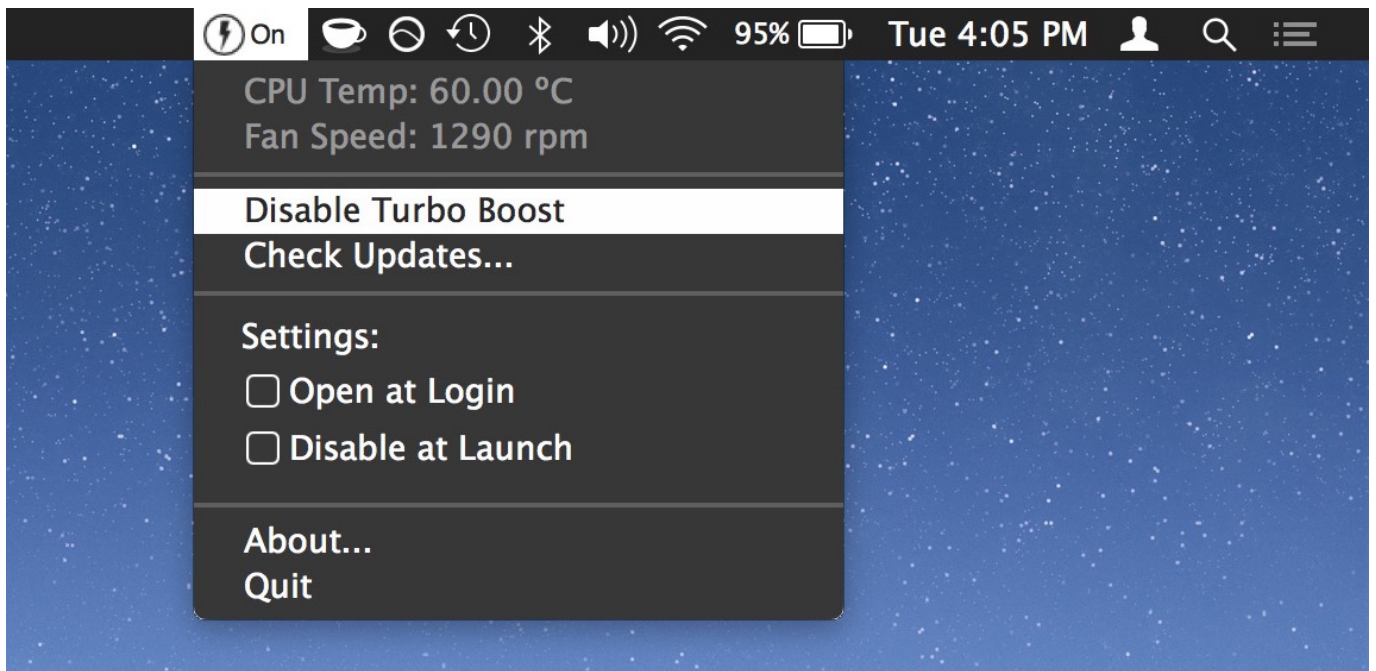 On 95% Tue 4:05 PM
CPU Temp: 60.00 ºC
Fan Speed: 1290 rpm
Disable Turbo Boost
Check Updates...
Settings:
Open at Login
Disable at Launch
About...
Quit